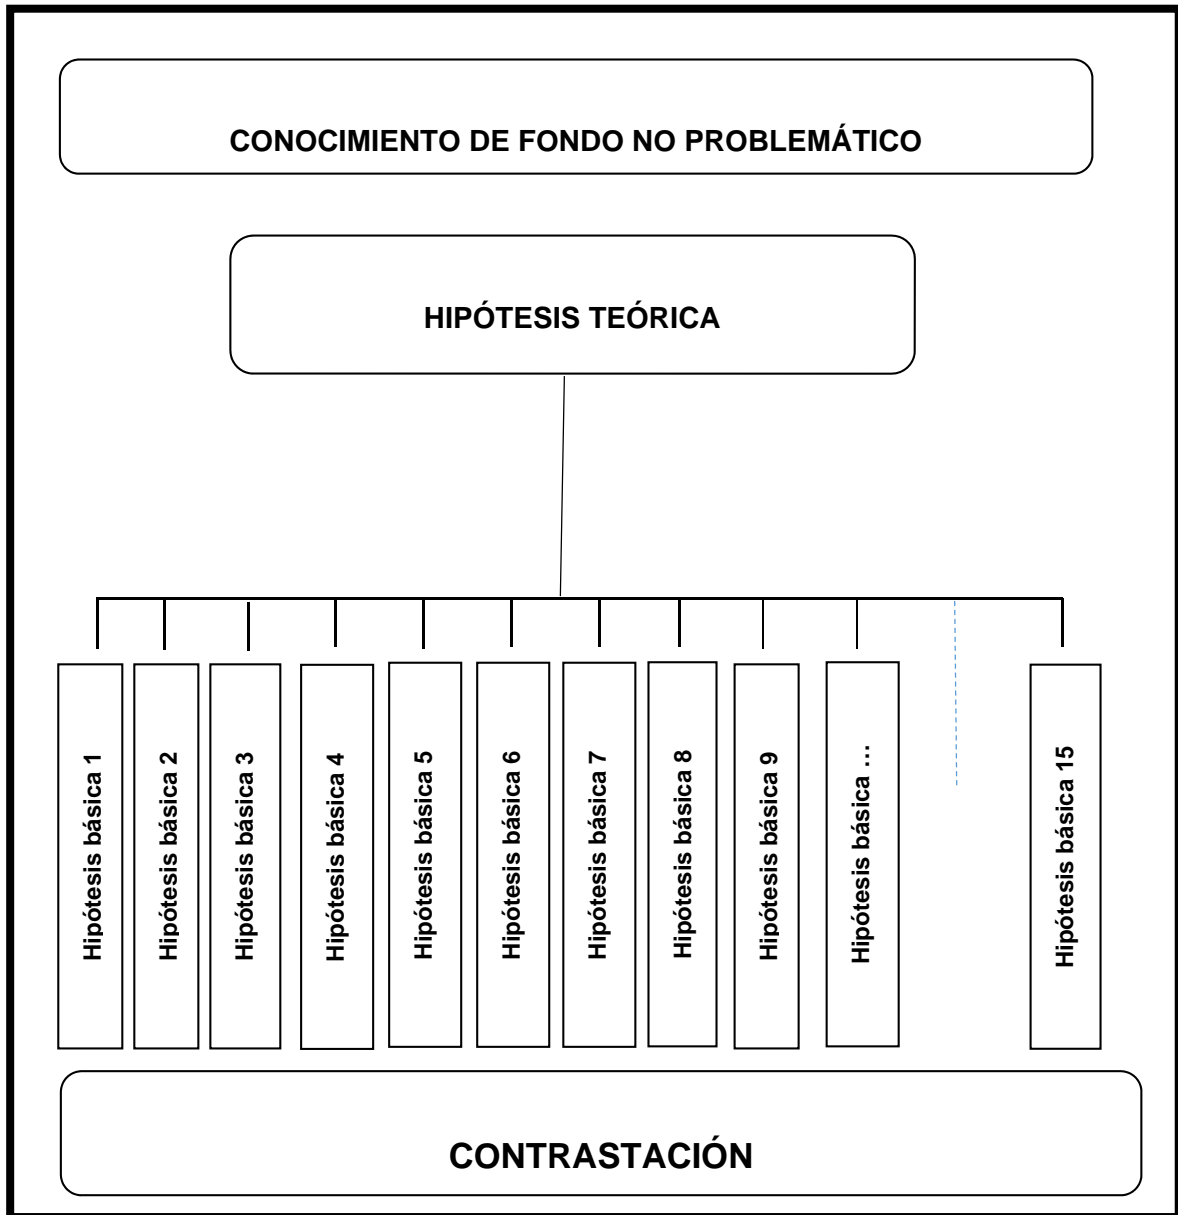 CONOCIMIENTO DE FONDO NO PROBLEMÁTICO
HIPÓTESIS TEÓRICA
Hipótesis básica 1
Hipótesis básica 2
Hipótesis básica 3
Hipótesis básica 4
Hipótesis básica 5
Hipótesis básica 6
Hipótesis básica 7
Hipótesis básica 8
Hipótesis básica 9
Hipótesis básica …
Hipótesis básica 15
CONTRASTACIÓN